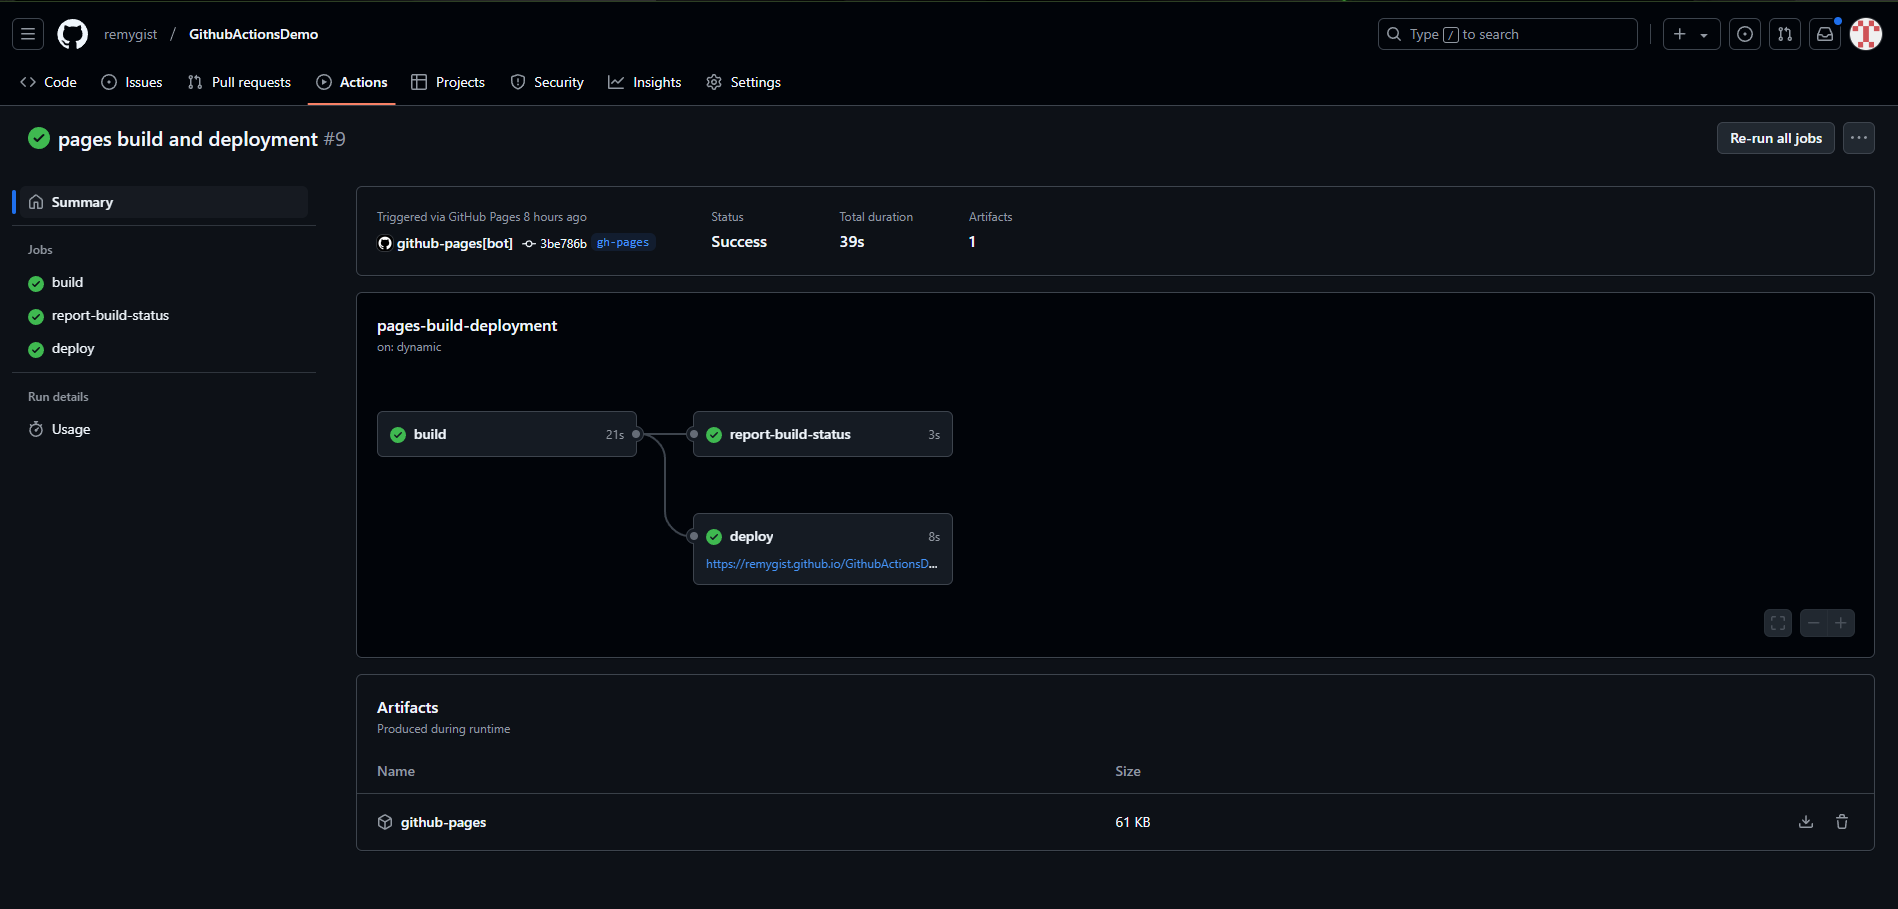 remygist / GithubActionsDemo
Type / to search
Code Issues Pull requests Actions Projects Security Insights Settings
pages build and deployment #9
Re-run all jobs
Summary
Jobs
build
report-build-status
deploy
Run details
Usage
Triggered via GitHub Pages 8 hours ago
github-pages[bot] 3be786b gh-pages
Status
Success
Total duration
39s
Artifacts
1
pages-build-deployment
on: dynamic
build 21s
report-build-status 3s
deploy 8s
https://remygist.github.io/GithubActionsD...
Artifacts
Produced during runtime
Name Size
github-pages 61 KB